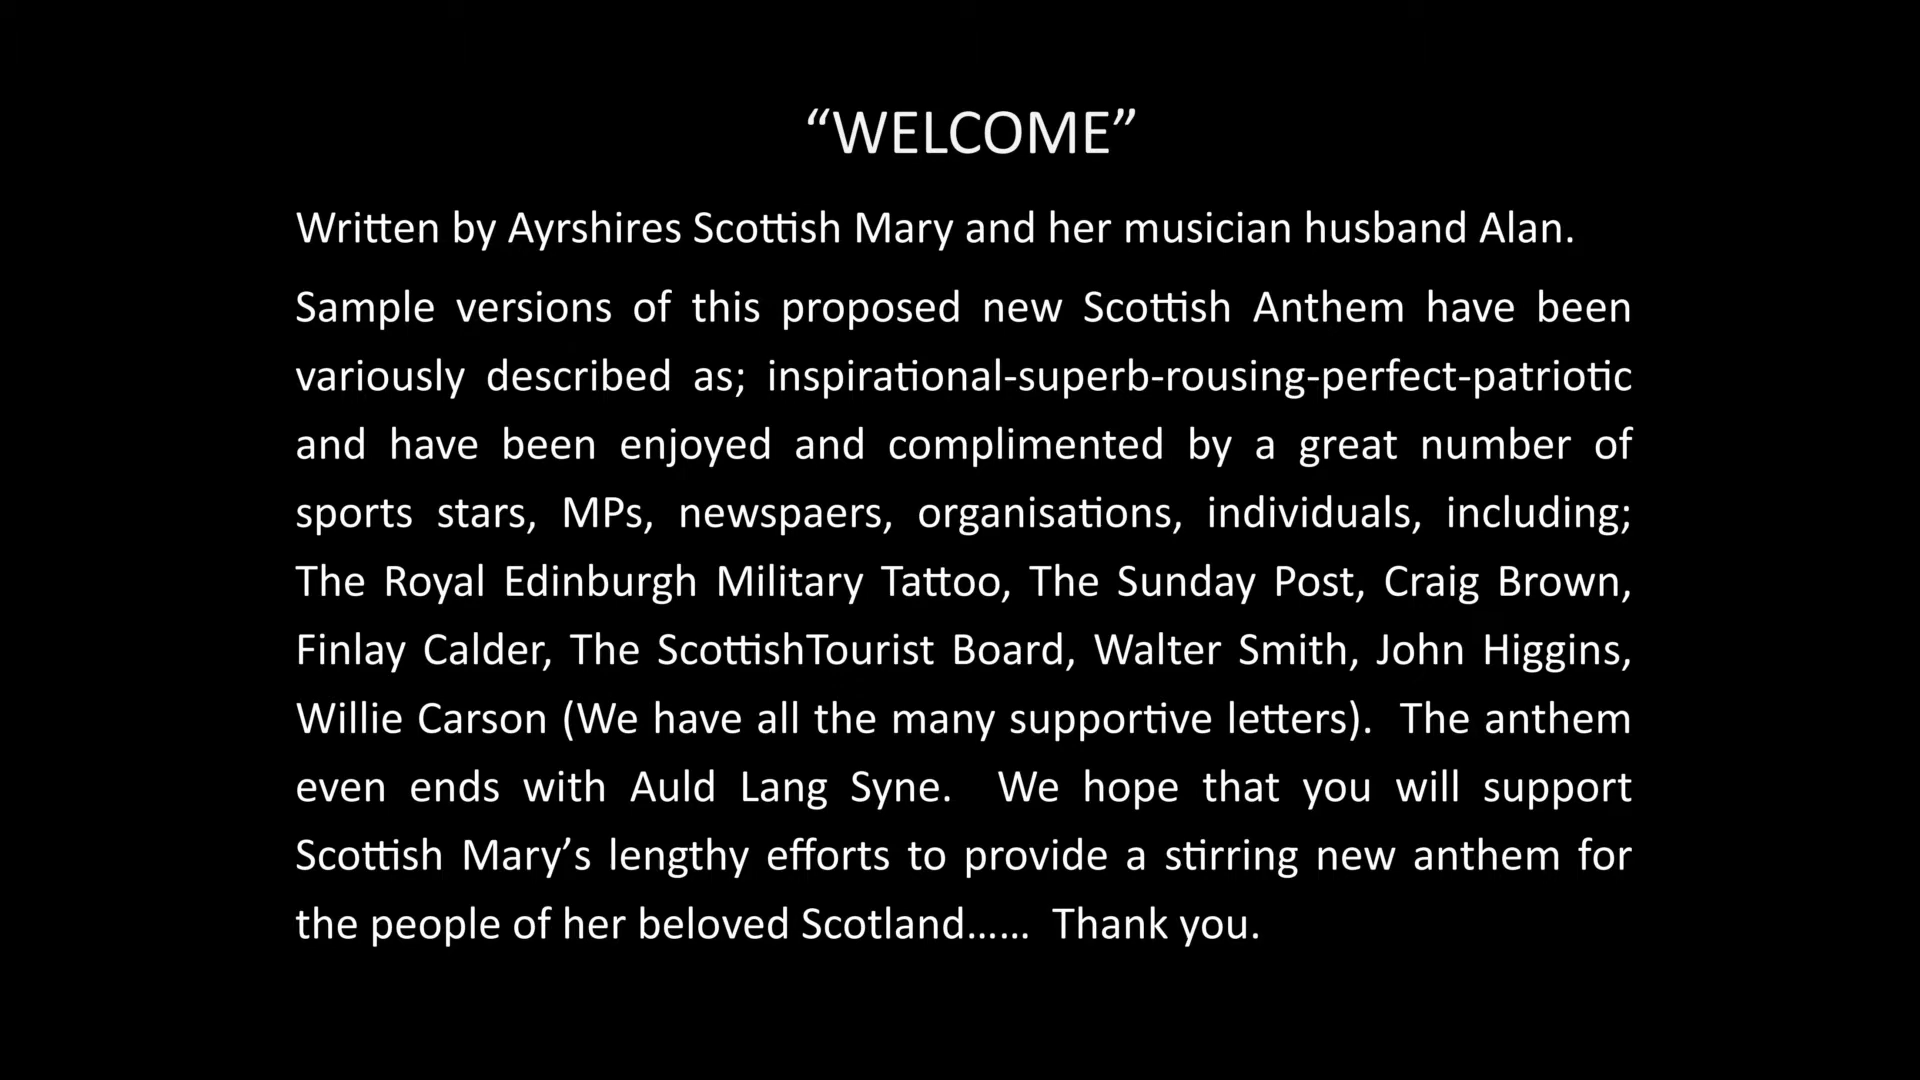 “WELCOME”
Written by Ayrshires Scottish Mary and her musician husband Alan.
Sample versions of this proposed new Scottish Anthem have been
variously described as; inspirational-superb-rousing-perfect-patriotic
and have been enjoyed and complimented by a great number of
sports stars, MPs, newspaers, organisations, individuals, including;
The Royal Edinburgh Military Tattoo, The Sunday Post, Craig Brown,
Finlay Calder, The ScottishTourist Board, Walter Smith, John Higgins,
Willie Carson (We have all the many supportive letters).  The anthem
even ends with Auld Lang Syne.  We hope that you will support
Scottish Mary’s lengthy efforts to provide a stirring new anthem for
the people of her beloved Scotland……  Thank you.